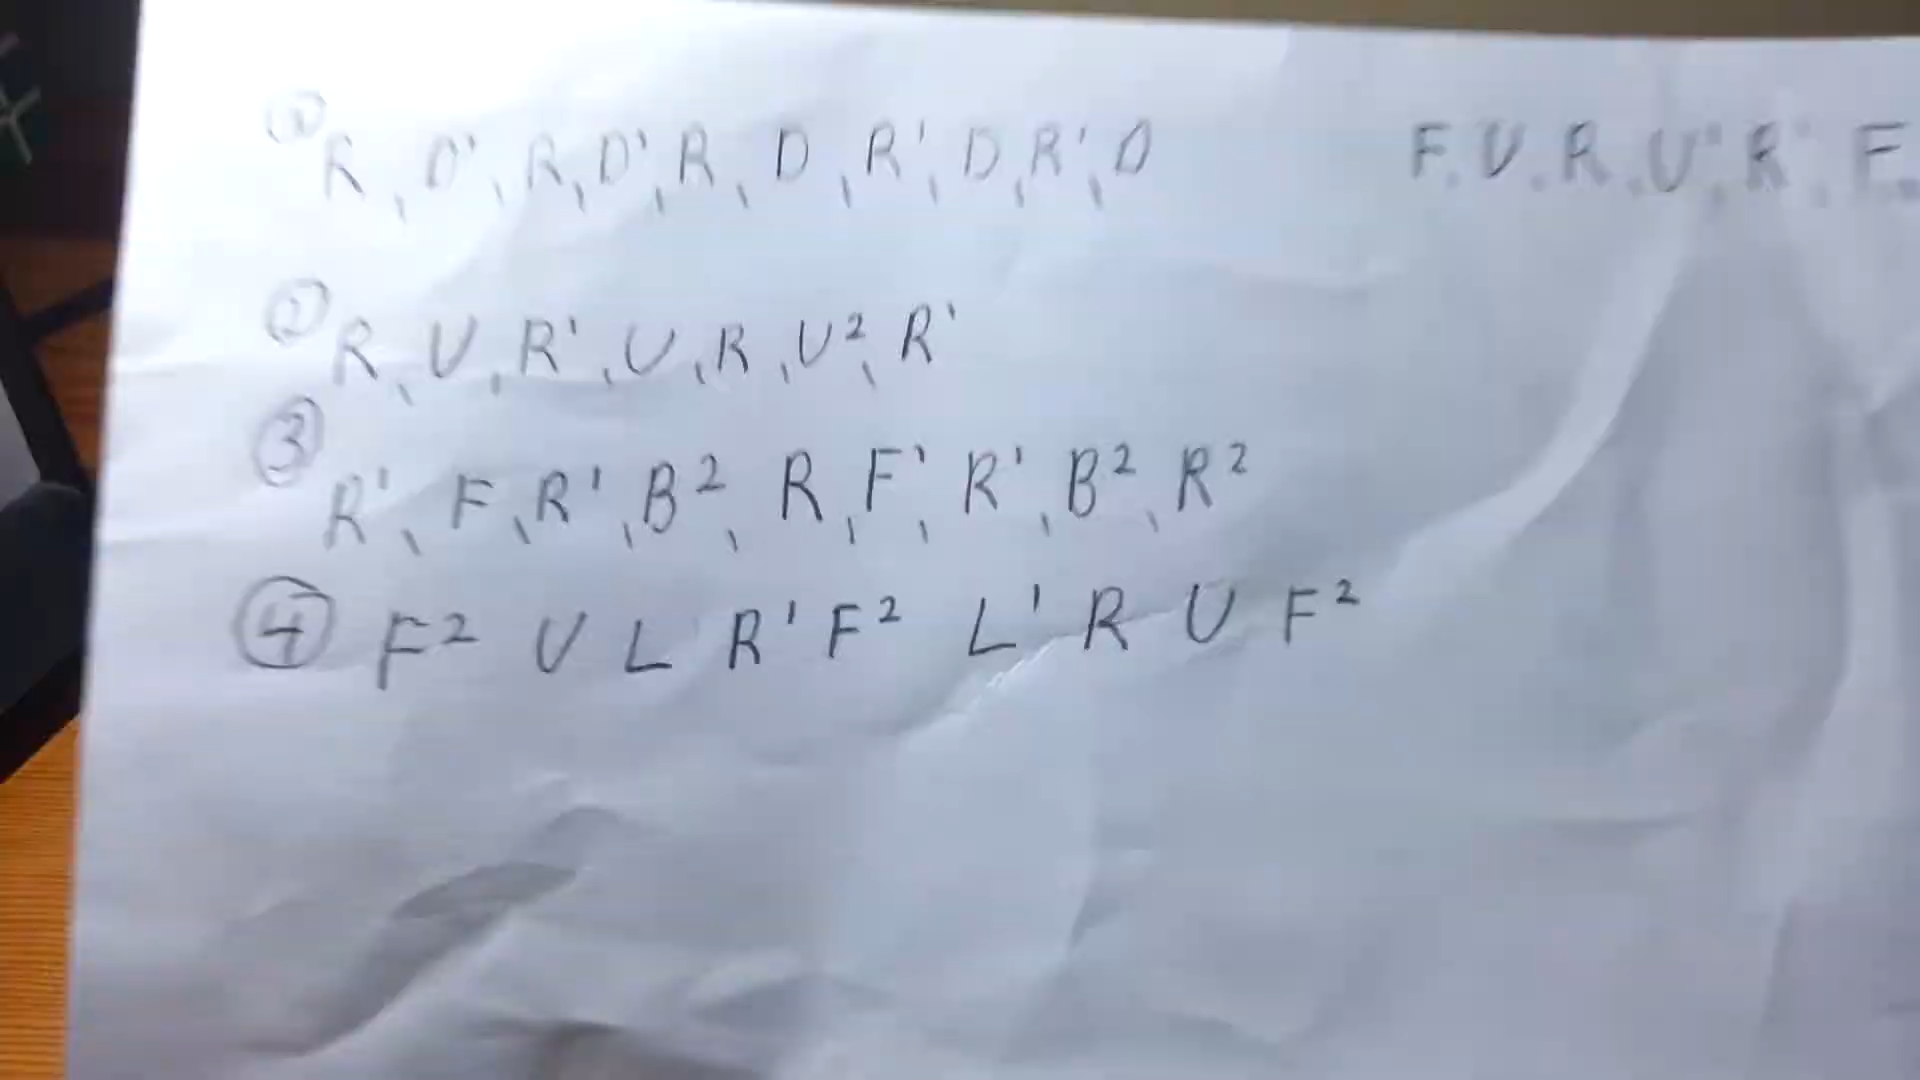 ① R, D', R, D', R, D, R', D, R', D F. U. R. U'. R'. F.
② R, U, R', U, R, U², R'
③ R', F, R', B², R, F', R', B², R²
④ F² U L R' F² L' R U F²